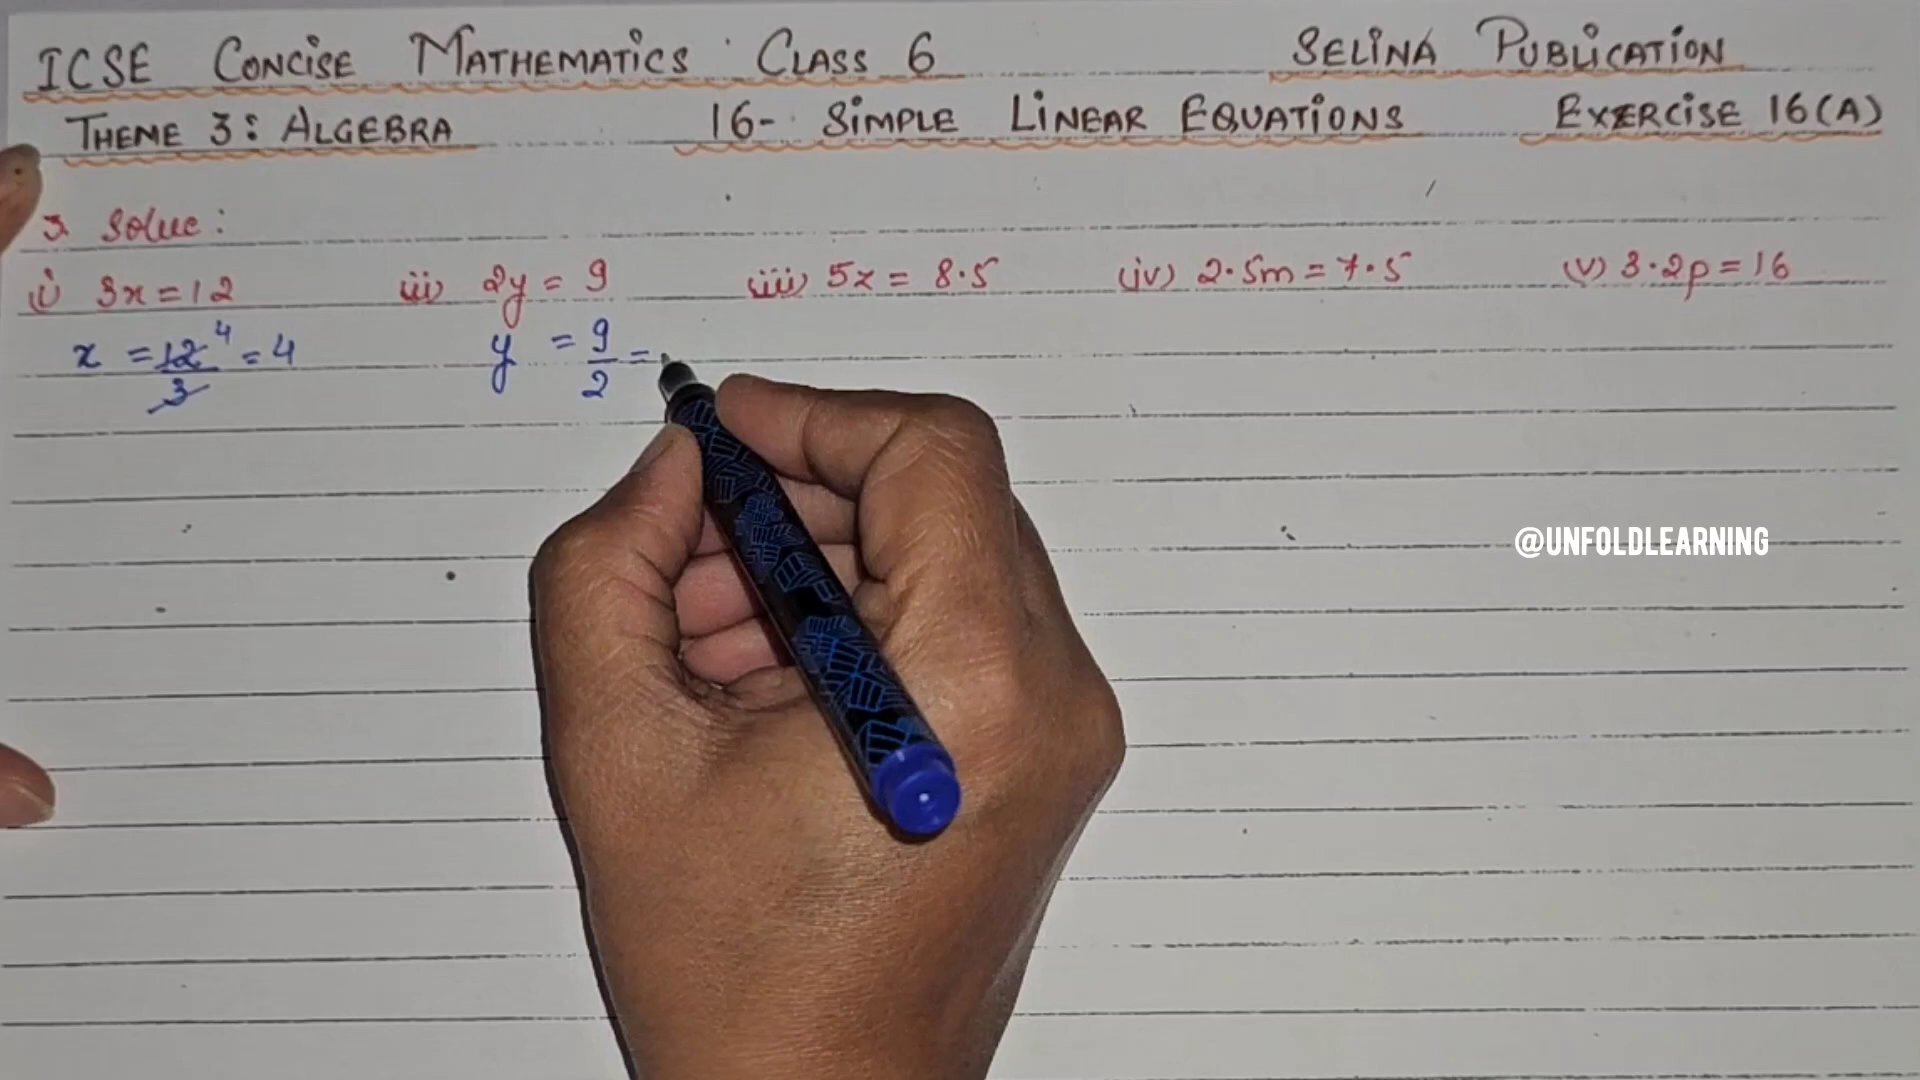 ICSE CONCISE MATHEMATICS CLASS 6 SELINA PUBLICATION
THEME 3: ALGEBRA 16- SIMPLE LINEAR EQUATIONS EXERCISE 16(A)
3 Solve:
(i) 3x = 12 (ii) 2y = 9 (iii) 5z = 8.5 (iv) 2.5m = 7.5 (v) 3.2p = 16
x = 12/3 4 = 4 y = 9/2 =
@UNFOLDLEARNING